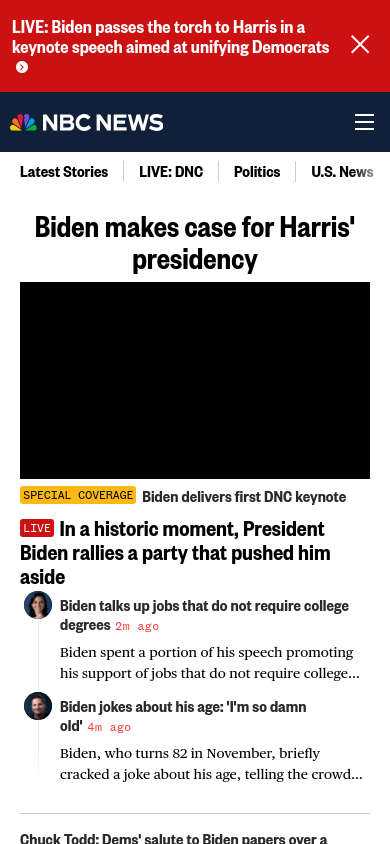 LIVE: Biden passes the torch to Harris in a
keynote speech aimed at unifying Democrats
NBC NEWS
Latest Stories
LIVE: DNC
Politics
U.S. News
Biden makes case for Harris'
presidency
SPECIAL COVERAGE Biden delivers first DNC keynote
LIVE In a historic moment, President
Biden rallies a party that pushed him
aside
Biden talks up jobs that do not require college
degrees 2m ago
Biden spent a portion of his speech promoting
his support of jobs that do not require college...
Biden jokes about his age: 'I'm so damn
old' 4m ago
Biden, who turns 82 in November, briefly
cracked a joke about his age, telling the crowd...
Chuck Todd: Dems' salute to Biden papers over a